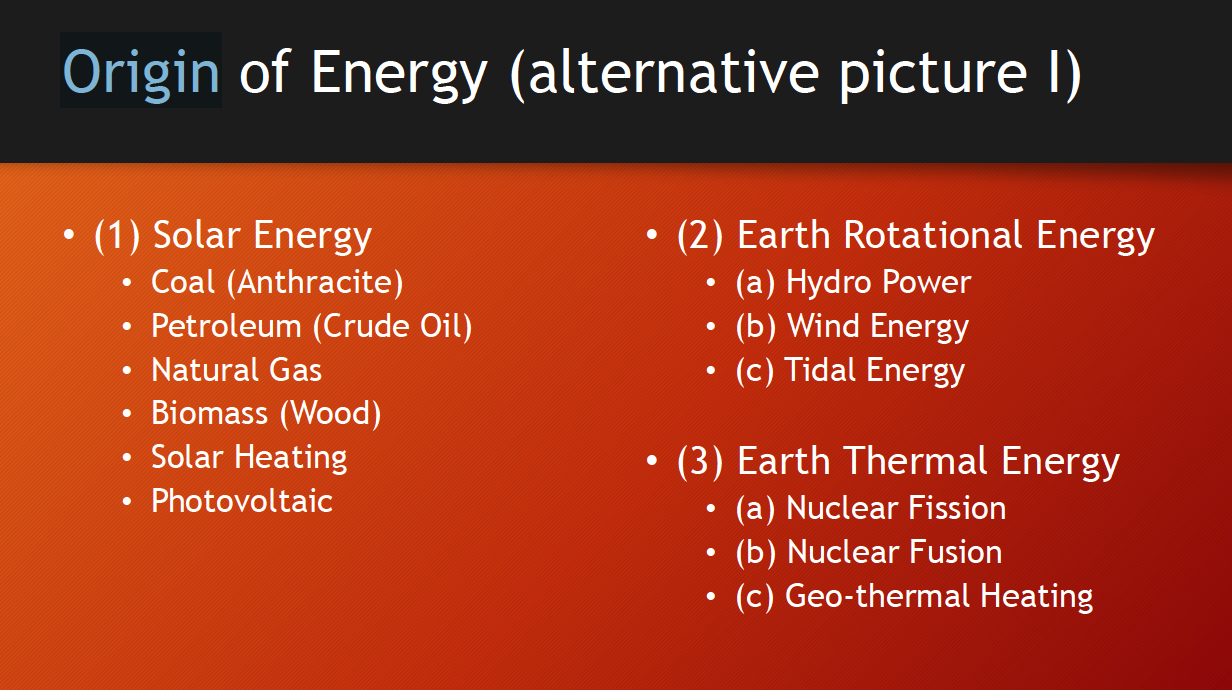 Origin of Energy (alternative picture I)
• (1) Solar Energy
• Coal (Anthracite)
• Petroleum (Crude Oil)
• Natural Gas
• Biomass (Wood)
• Solar Heating
• Photovoltaic
• (2) Earth Rotational Energy
• (a) Hydro Power
• (b) Wind Energy
• (c) Tidal Energy
• (3) Earth Thermal Energy
• (a) Nuclear Fission
• (b) Nuclear Fusion
• (c) Geo-thermal Heating